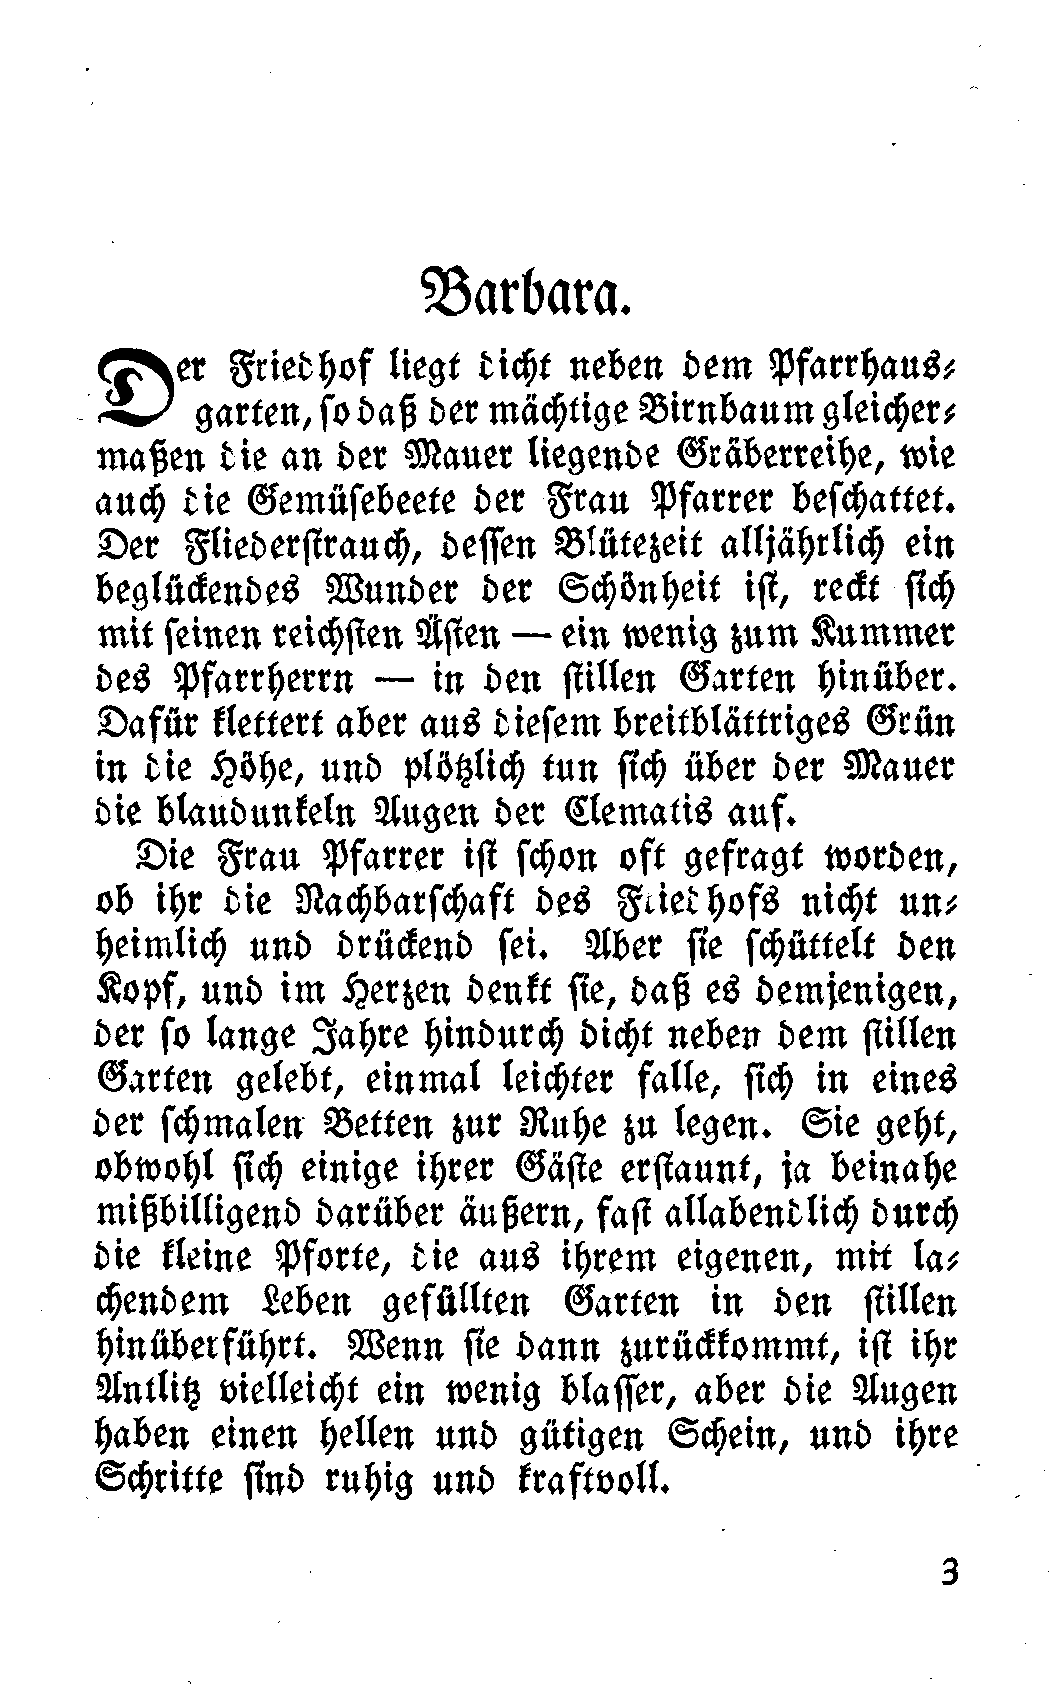 Barbara.
Der Friedhof liegt dicht neben dem Pfarrhaus-
garten, so daß der mächtige Birnbaum gleicher-
maßen die an der Mauer liegende Gräberreihe, wie
auch die Gemüsebeete der Frau Pfarrer beschattet.
Der Fliederstrauch, dessen Blütezeit alljährlich ein
beglückendes Wunder der Schönheit ist, reckt sich
mit seinen reichsten Ästen — ein wenig zum Kummer
des Pfarrherrn — in den stillen Garten hinüber.
Dafür klettert aber aus diesem breitblättriges Grün
in die Höhe, und plötzlich tun sich über der Mauer
die blaudunkeln Augen der Clematis auf.
Die Frau Pfarrer ist schon oft gefragt worden,
ob ihr die Nachbarschaft des Friedhofs nicht un-
heimlich und drückend sei. Aber sie schüttelt den
Kopf, und im Herzen denkt sie, daß es demjenigen,
der so lange Jahre hindurch dicht neben dem stillen
Garten gelebt, einmal leichter falle, sich in eines
der schmalen Betten zur Ruhe zu legen. Sie geht,
obwohl sich einige ihrer Gäste erstaunt, ja beinahe
mißbilligend darüber äußern, fast allabendlich durch
die kleine Pforte, die aus ihrem eigenen, mit la-
chendem Leben gefüllten Garten in den stillen
hinüberführt. Wenn sie dann zurückkommt, ist ihr
Antlitz vielleicht ein wenig blasser, aber die Augen
haben einen hellen und gütigen Schein, und ihre
Schritte sind ruhig und kraftvoll.
3